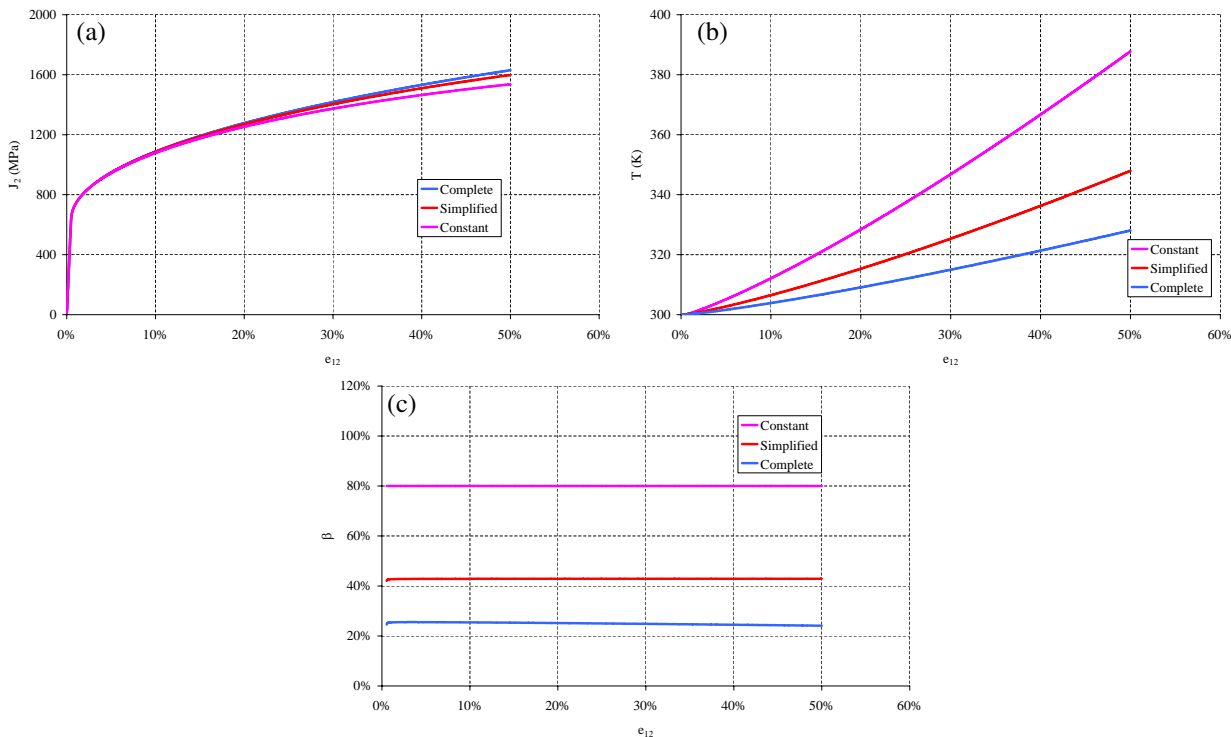 (a)
2000
1600
1200
800
400
0
J2 (MPa)
0% 10% 20% 30% 40% 50% 60%
e12
Complete
Simplified
Constant
(b)
400
380
360
340
320
300
T (K)
0% 10% 20% 30% 40% 50% 60%
e12
Constant
Simplified
Complete
(c)
120%
100%
80%
60%
40%
20%
0%
β
0% 10% 20% 30% 40% 50% 60%
e12
Constant
Simplified
Complete